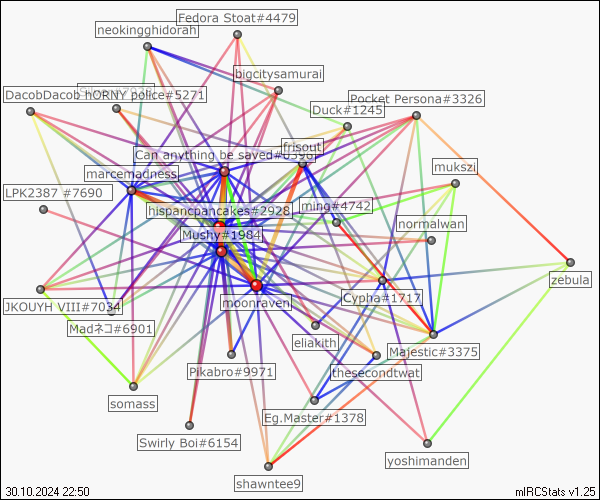 Fedora Stoat#4479
neokingghidorah
bigcitysamurai
DacobDacob
hORNY police#5271
Pocket Persona#3326
Duck#1245
frisout
Can anything be saved#0398
marcemadness
mukszi
LPK2387 #7690
ming#4742
hispancpancakes#2928
normalwan
Mushy#1984
zebula
moonraven
Cypha#1717
JKOUYH VIII#7034
Madネコ#6901
eliakith
Majestic#3375
Pikabro#9971
thesecondtwat
somass
Eg.Master#1378
Swirly Boi#6154
yoshimanden
shawntee9
30.10.2024 22:50
mIRCStats v1.25